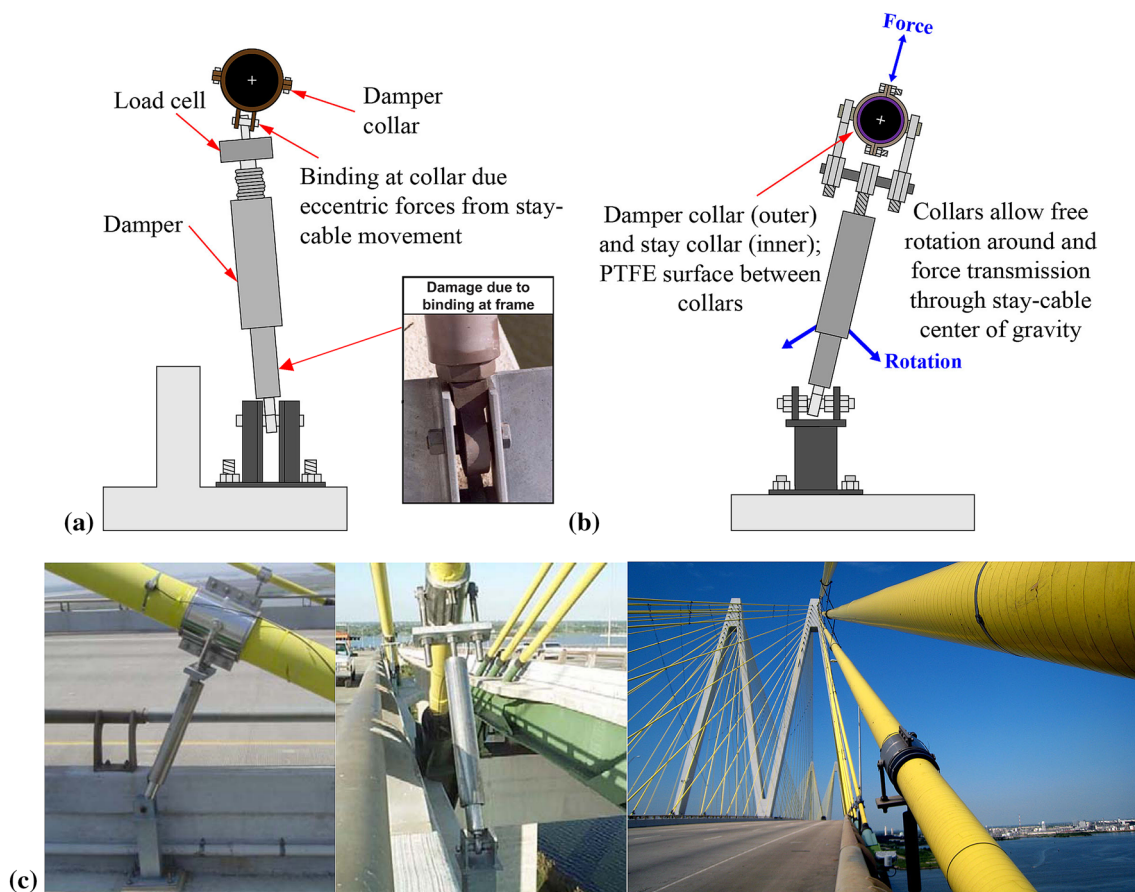 Load cell
Damper
collar
Binding at collar due
eccentric forces from stay-
cable movement
Damper
Damage due to
binding at frame
(a)
Force
Damper collar (outer)
and stay collar (inner);
PTFE surface between
collars
Collars allow free
rotation around and
force transmission
through stay-cable
center of gravity
Rotation
(b)
(c)